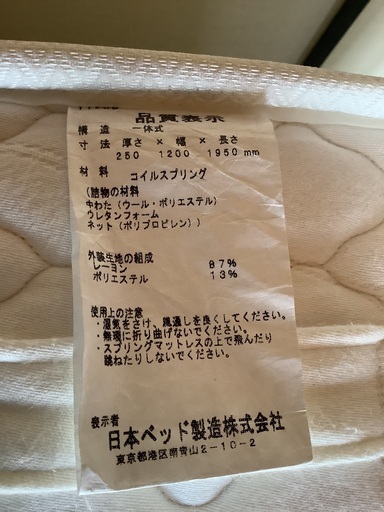 品質表示
構造 一体式
寸法 厚さ × 幅 × 長さ
250 1200 1950 mm
材料 コイルスプリング
(詰物の材料
中わた(ウール・ポリエステル)
ウレタンフォーム
ネット(ポリプロピレン))
外装生地の組成
レーヨン 87%
ポリエステル 13%
使用上の注意
・湿気をさけ、風通しを良くしてください。
・無理に折り曲げないでください。
・スプリングマットレスの上で飛んだり
跳ねたりしないでください。
表示者
日本ベッド製造株式会社
東京都港区南青山2-10-2